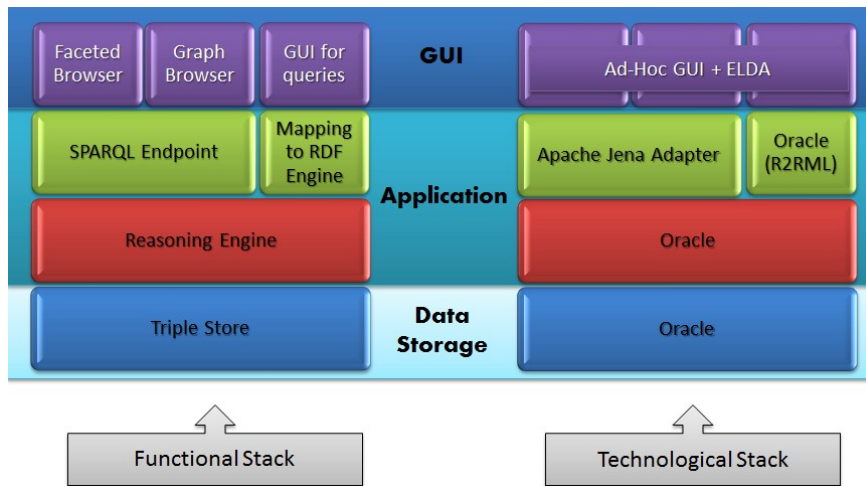 Faceted
Browser
Graph
Browser
GUI for
queries
GUI
Ad-Hoc GUI + ELDA
SPARQL Endpoint
Mapping
to RDF
Engine
Application
Apache Jena Adapter
Oracle
(R2RML)
Reasoning Engine
Oracle
Triple Store
Data
Storage
Oracle
Functional Stack
Technological Stack